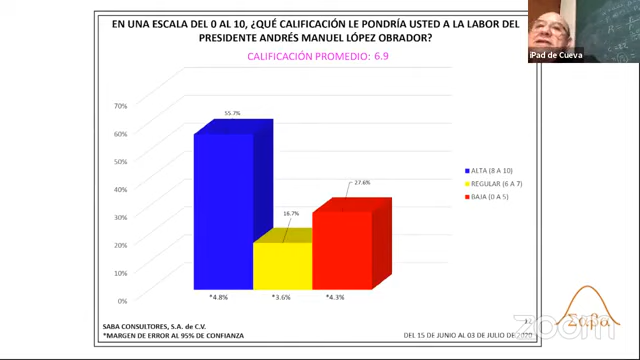 EN UNA ESCALA DEL 0 AL 10, ¿QUÉ CALIFICACIÓN LE PONDRÍA USTED A LA LABOR DEL
PRESIDENTE ANDRÉS MANUEL LÓPEZ OBRADOR?
CALIFICACIÓN PROMEDIO: 6.9
iPad de Cueva
70%
60%
50%
40%
30%
20%
10%
0%
55.7%
16.7%
27.6%
ALTA (8 A 10)
REGULAR (6 A 7)
BAJA (0 A 5)
*4.8%
*3.6%
*4.3%
SABA CONSULTORES, S.A. de C.V.
*MARGEN DE ERROR AL 95% DE CONFIANZA
DEL 15 DE JUNIO AL 03 DE JULIO DE 2020
zoom
Σαβα